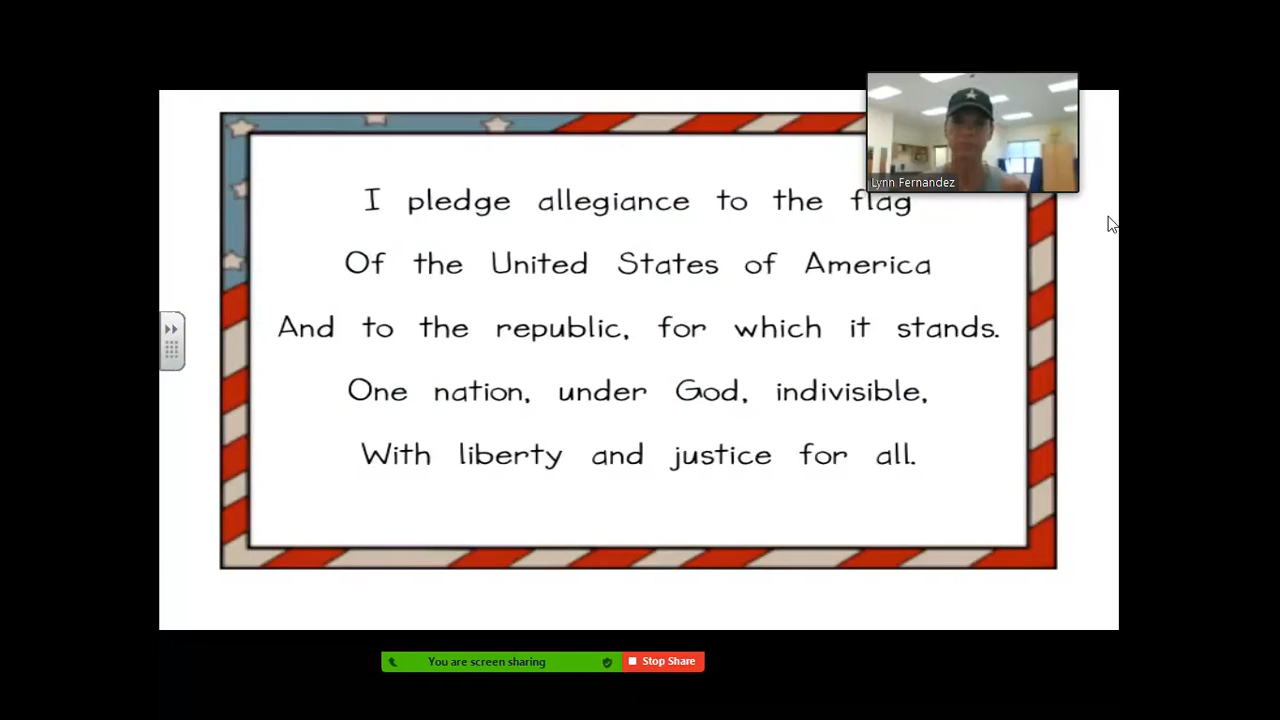 Lynn Fernandez
I pledge allegiance to the flag
Of the United States of America
And to the republic, for which it stands.
One nation, under God, indivisible,
With liberty and justice for all.
You are screen sharing
Stop Share